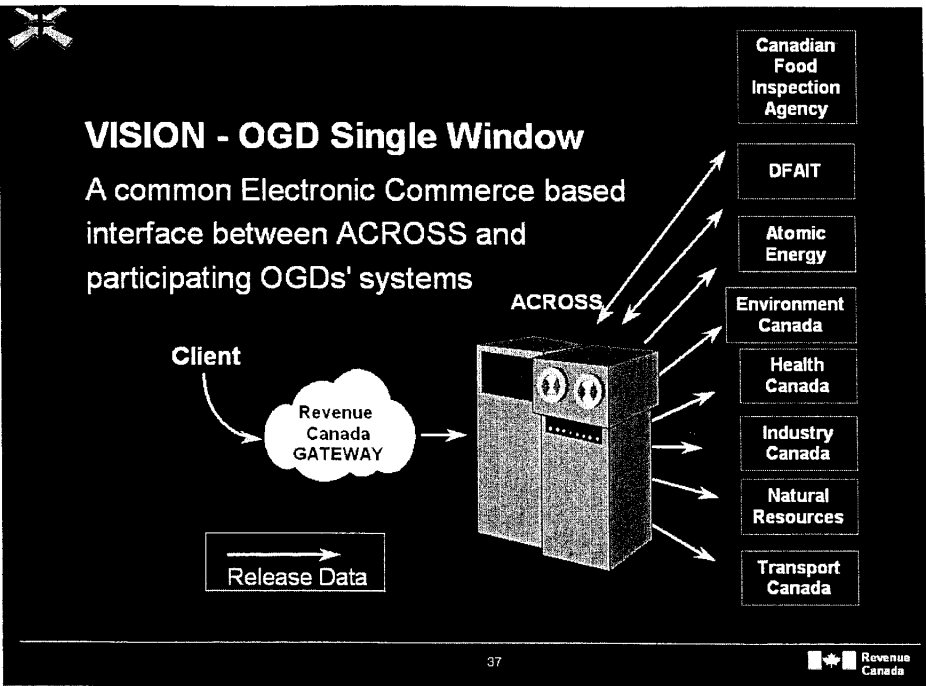 VISION - OGD Single Window
A common Electronic Commerce based
interface between ACROSS and
participating OGDs' systems
Client
Revenue
Canada
GATEWAY
ACROSS
Canadian
Food
Inspection
Agency
DFAIT
Atomic
Energy
Environment
Canada
Health
Canada
Industry
Canada
Natural
Resources
Transport
Canada
Release Data
37
Revenue
Canada